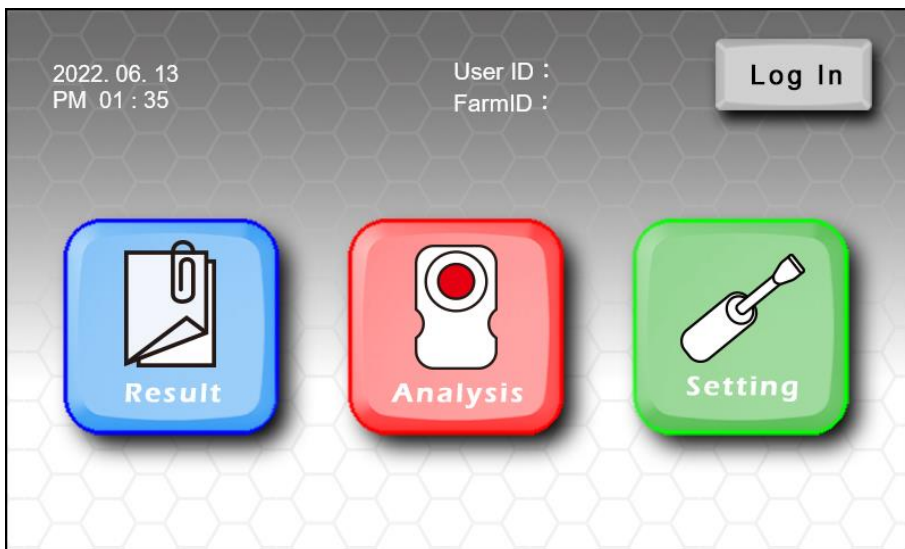 2022. 06. 13
PM 01 : 35
User ID :
FarmID :
Log In
Result
Analysis
Setting